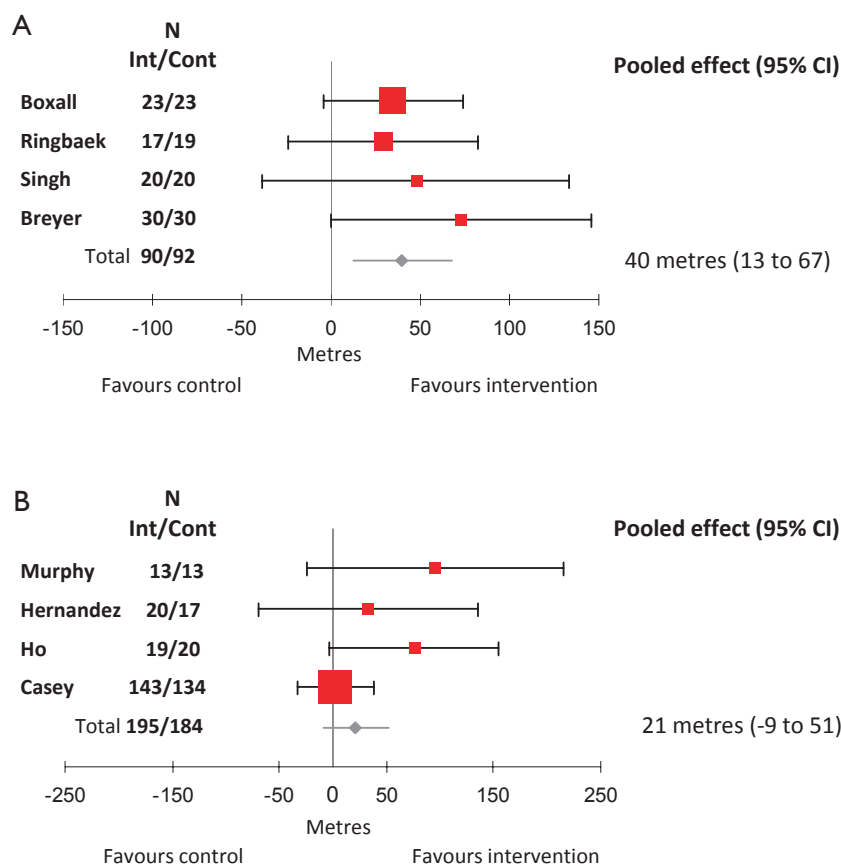 A
N
Int/Cont
Pooled effect (95% CI)
Boxall 23/23
Ringbaek 17/19
Singh 20/20
Breyer 30/30
Total 90/92
40 metres (13 to 67)
-150 -100 -50 0 50 100 150
Metres
Favours control Favours intervention
B
N
Int/Cont
Pooled effect (95% CI)
Murphy 13/13
Hernandez 20/17
Ho 19/20
Casey 143/134
Total 195/184
21 metres (-9 to 51)
-250 -150 -50 0 50 150 250
Metres
Favours control Favours intervention